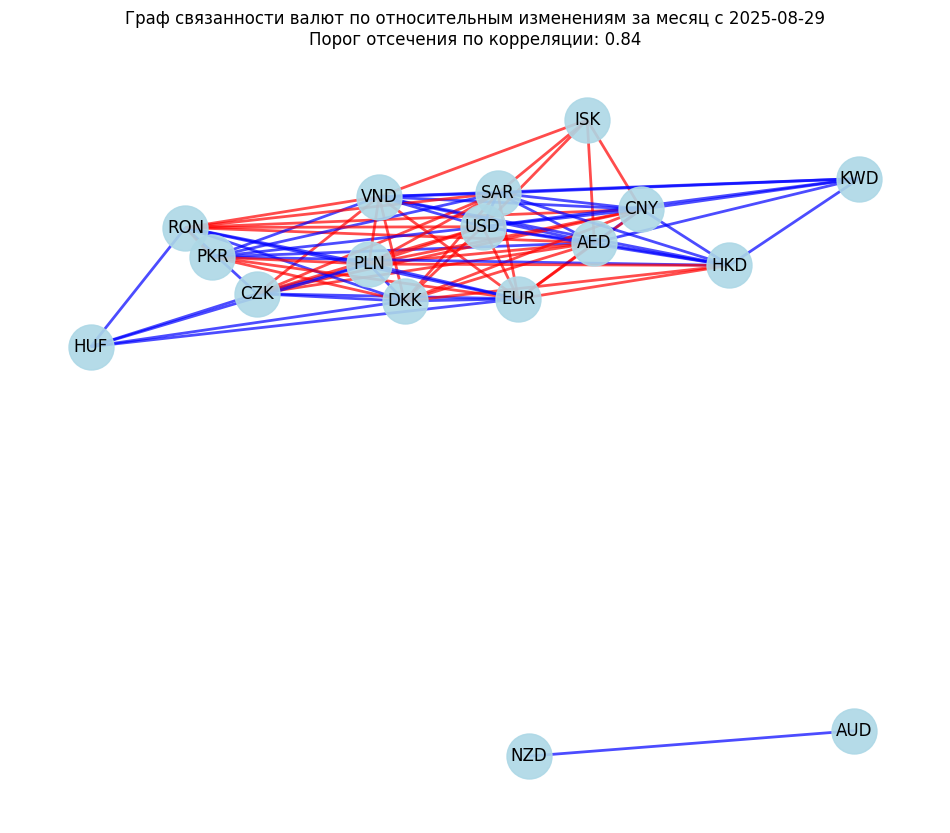 Граф связанности валют по относительным изменениям за месяц с 2025-08-29
Порог отсечения по корреляции: 0.84
ISK
KWD
SAR
VND
CNY
USD
RON
AED
PKR
PLN
HKD
CZK
EUR
DKK
HUF
AUD
NZD